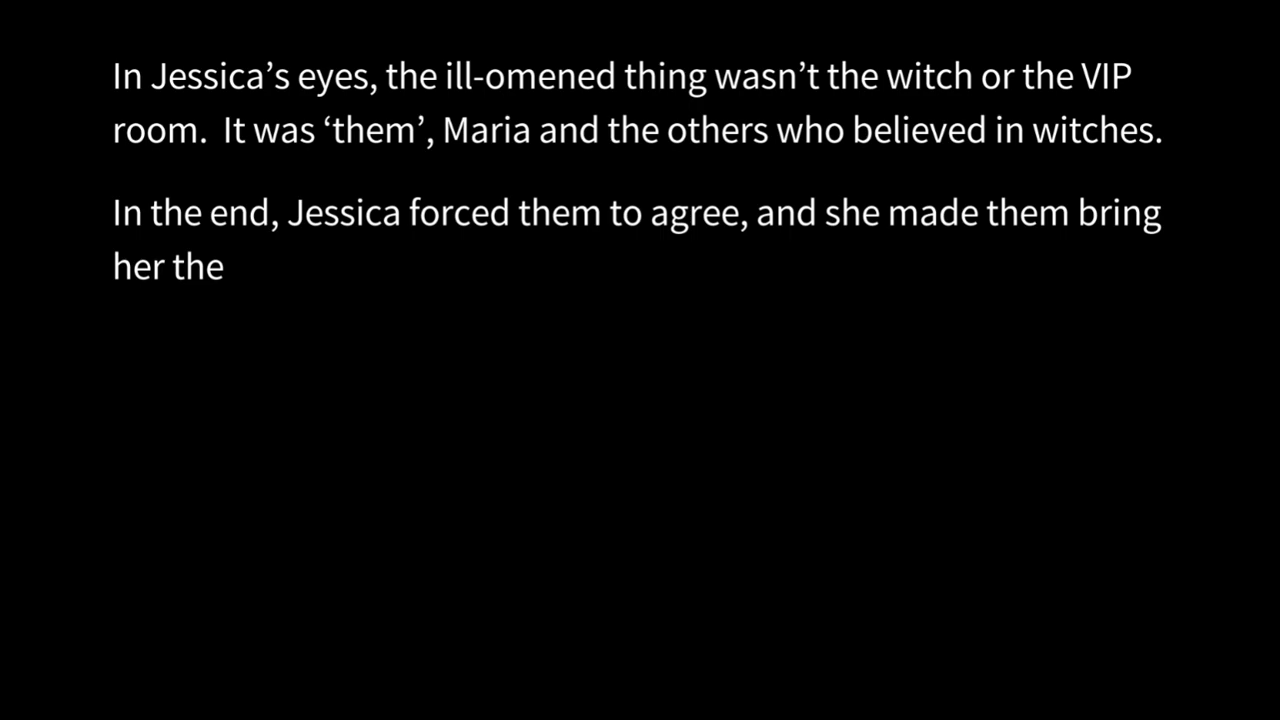 In Jessica’s eyes, the ill-omened thing wasn’t the witch or the VIP
room.  It was ‘them’, Maria and the others who believed in witches.
In the end, Jessica forced them to agree, and she made them bring
her the